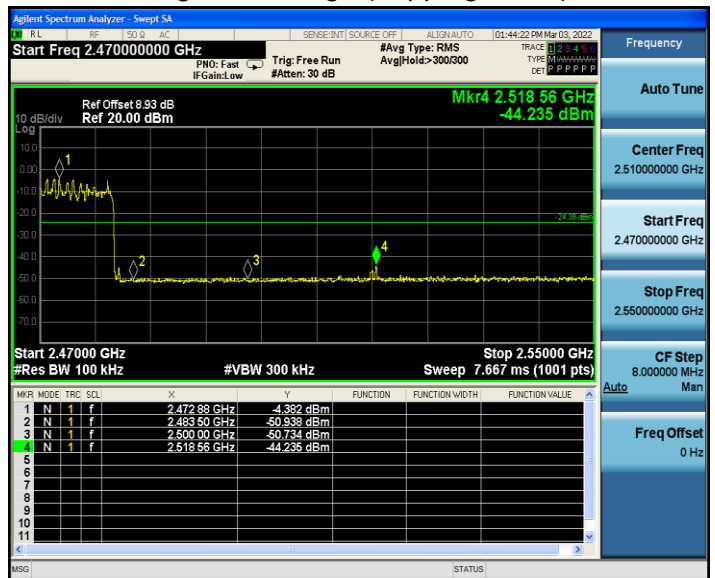 Agilent Spectrum Analyzer - Swept SA
RL RF 50 Ω AC SENSE:INT SOURCE OFF ALIGNAUTO 01:44:22 PM Mar 03, 2022
Start Freq 2.470000000 GHz
PNO: Fast
IFGain:Low
Trig: Free Run
#Atten: 30 dB
#Avg Type: RMS
Avg|Hold:>300/300
TRACE 1 2 3 4 5 6
TYPE MWWWWW
DET P P P P P P
Frequency
Auto Tune
Center Freq
2.510000000 GHz
Start Freq
2.470000000 GHz
Stop Freq
2.550000000 GHz
CF Step
8.000000 MHz
Auto Man
Freq Offset
0 Hz
Mkr4 2.518 56 GHz
-44.235 dBm
Ref Offset 8.93 dB
10 dB/div Ref 20.00 dBm
Log
10.0
0.00
-10.0
-20.0
-30.0
-40.0
-50.0
-60.0
-70.0
1
2
3
4
-24.38 dBm
Start 2.47000 GHz Stop 2.55000 GHz
#Res BW 100 kHz #VBW 300 kHz Sweep 7.667 ms (1001 pts)
MKR MODE TRC SCL X Y FUNCTION FUNCTION WIDTH FUNCTION VALUE
1 N 1 f 2.472 88 GHz -4.382 dBm
2 N 1 f 2.483 50 GHz -50.938 dBm
3 N 1 f 2.500 00 GHz -50.734 dBm
4 N 1 f 2.518 56 GHz -44.235 dBm
5
6
7
8
9
10
11
MSG STATUS